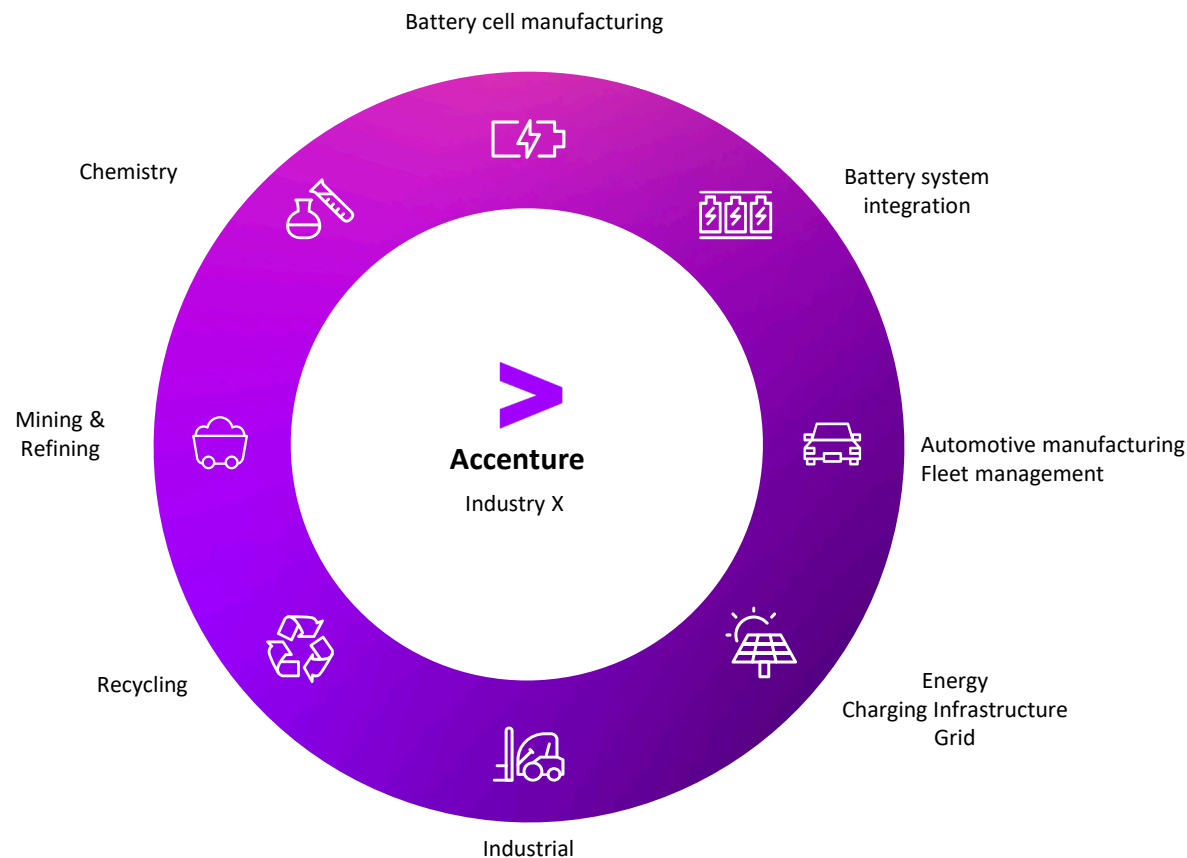 Battery cell manufacturing
Chemistry
Battery system
integration
Mining &
Refining
>
Accenture
Industry X
Automotive manufacturing
Fleet management
Recycling
Energy
Charging Infrastructure
Grid
Industrial